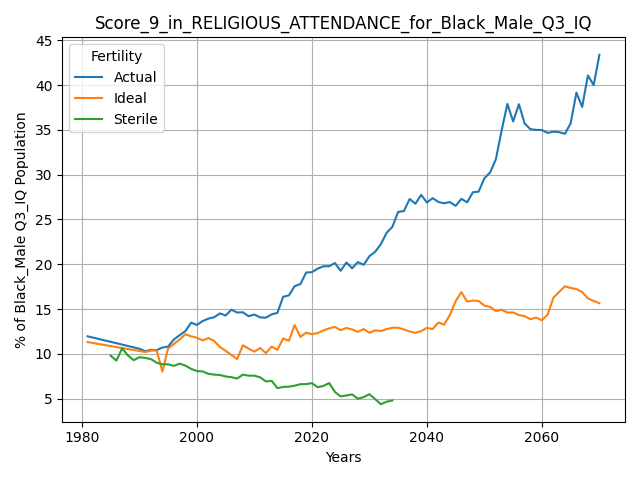 Score_9_in_RELIGIOUS_ATTENDANCE_for_Black_Male_Q3_IQ
% of Black_Male Q3_IQ Population
45
40
35
30
25
20
15
10
5
Fertility
Actual
Ideal
Sterile
1980
2000
2020
2040
2060
Years